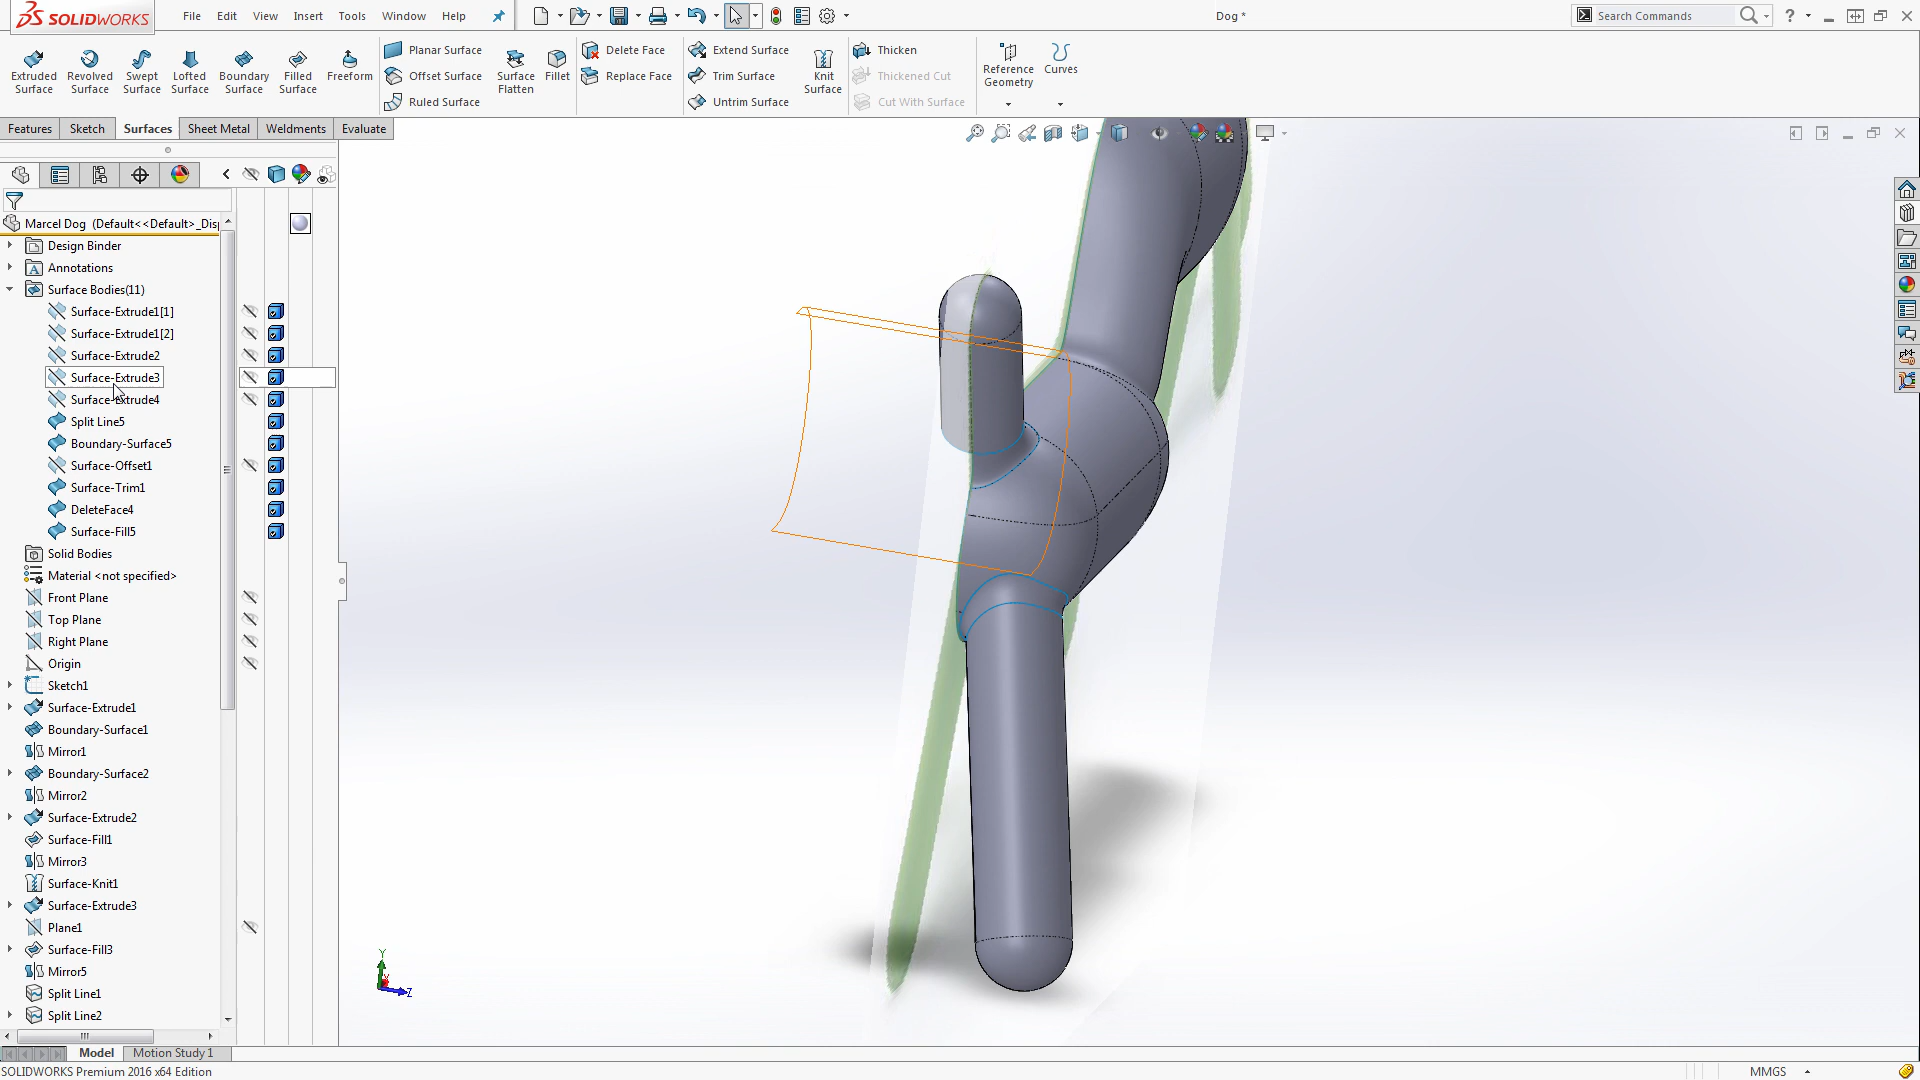 SOLIDWORKS File Edit View Insert Tools Window Help Dog * Search Commands ?
Extruded Surface
Revolved Surface
Swept Surface
Lofted Surface
Boundary Surface
Filled Surface
Freeform
Planar Surface
Offset Surface
Ruled Surface
Surface Flatten
Fillet
Delete Face
Replace Face
Extend Surface
Trim Surface
Untrim Surface
Knit Surface
Thicken
Thickened Cut
Cut With Surface
Reference Geometry
Curves
Features Sketch Surfaces Sheet Metal Weldments Evaluate
Marcel Dog (Default<<Default>_Disp
Design Binder
Annotations
Surface Bodies(11)
Surface-Extrude1[1]
Surface-Extrude1[2]
Surface-Extrude2
Surface-Extrude3
Surface-Extrude4
Split Line5
Boundary-Surface5
Surface-Offset1
Surface-Trim1
DeleteFace4
Surface-Fill5
Solid Bodies
Material <not specified>
Front Plane
Top Plane
Right Plane
Origin
Sketch1
Surface-Extrude1
Boundary-Surface1
Mirror1
Boundary-Surface2
Mirror2
Surface-Extrude2
Surface-Fill1
Mirror3
Surface-Knit1
Surface-Extrude3
Plane1
Surface-Fill3
Mirror5
Split Line1
Split Line2
Y
Z
Model Motion Study 1
SOLIDWORKS Premium 2016 x64 Edition MMGS